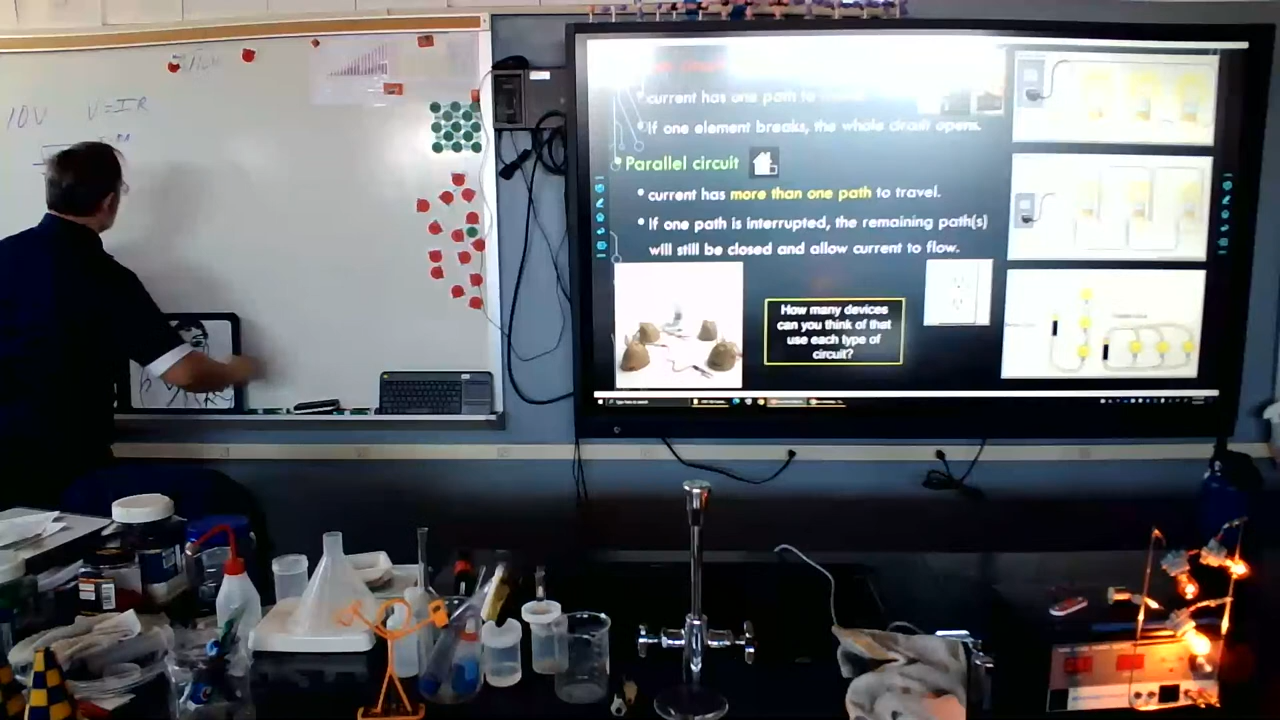 10V V=IR
current has one path to
If one element breaks, the whole circuit opens.
Parallel circuit
current has more than one path to travel.
If one path is interrupted, the remaining path(s)
will still be closed and allow current to flow.
How many devices
can you think of that
use each type of
circuit?